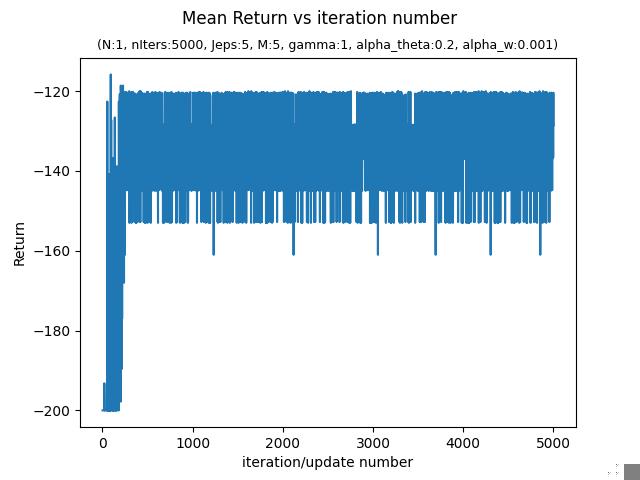 Mean Return vs iteration number
(N:1, nIters:5000, Jeps:5, M:5, gamma:1, alpha_theta:0.2, alpha_w:0.001)
−120
−140
−160
−180
−200
Return
0 1000 2000 3000 4000 5000
iteration/update number